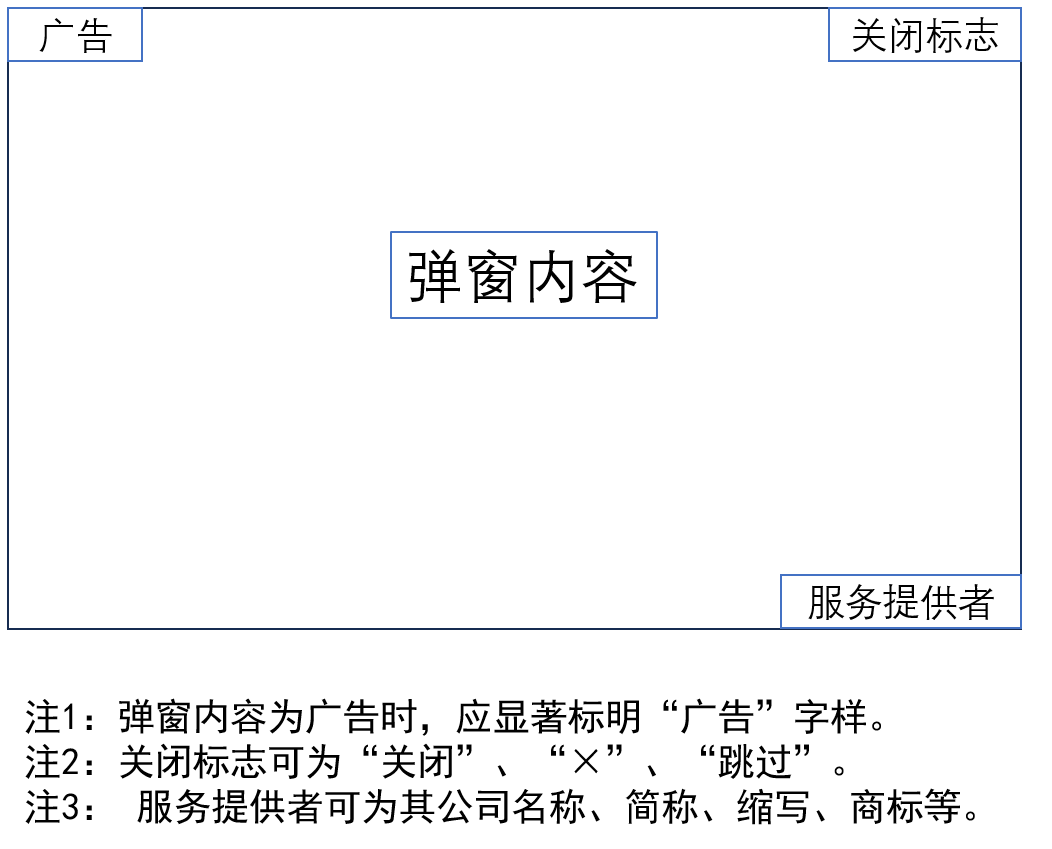 广告
关闭标志
弹窗内容
服务提供者
注1：弹窗内容为广告时，应显著标明“广告”字样。
注2：关闭标志可为“关闭”、“×”、“跳过”。
注3： 服务提供者可为其公司名称、简称、缩写、商标等。